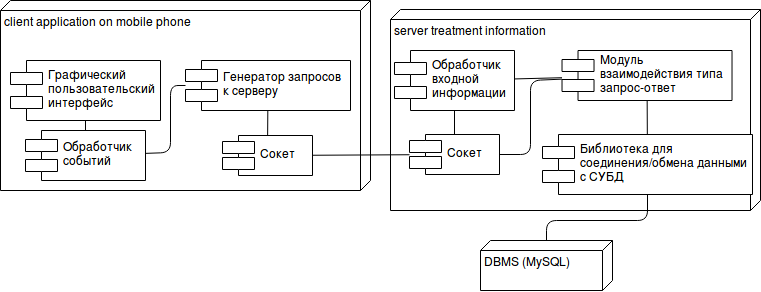 client application on mobile phone
Графический
пользовательский
интерфейс
Генератор запросов
к серверу
Обработчик
событий
Сокет
server treatment information
Обработчик
входной
информации
Модуль
взаимодействия типа
запрос-ответ
Сокет
Библиотека для
соединения/обмена данными
с СУБД
DBMS (MySQL)